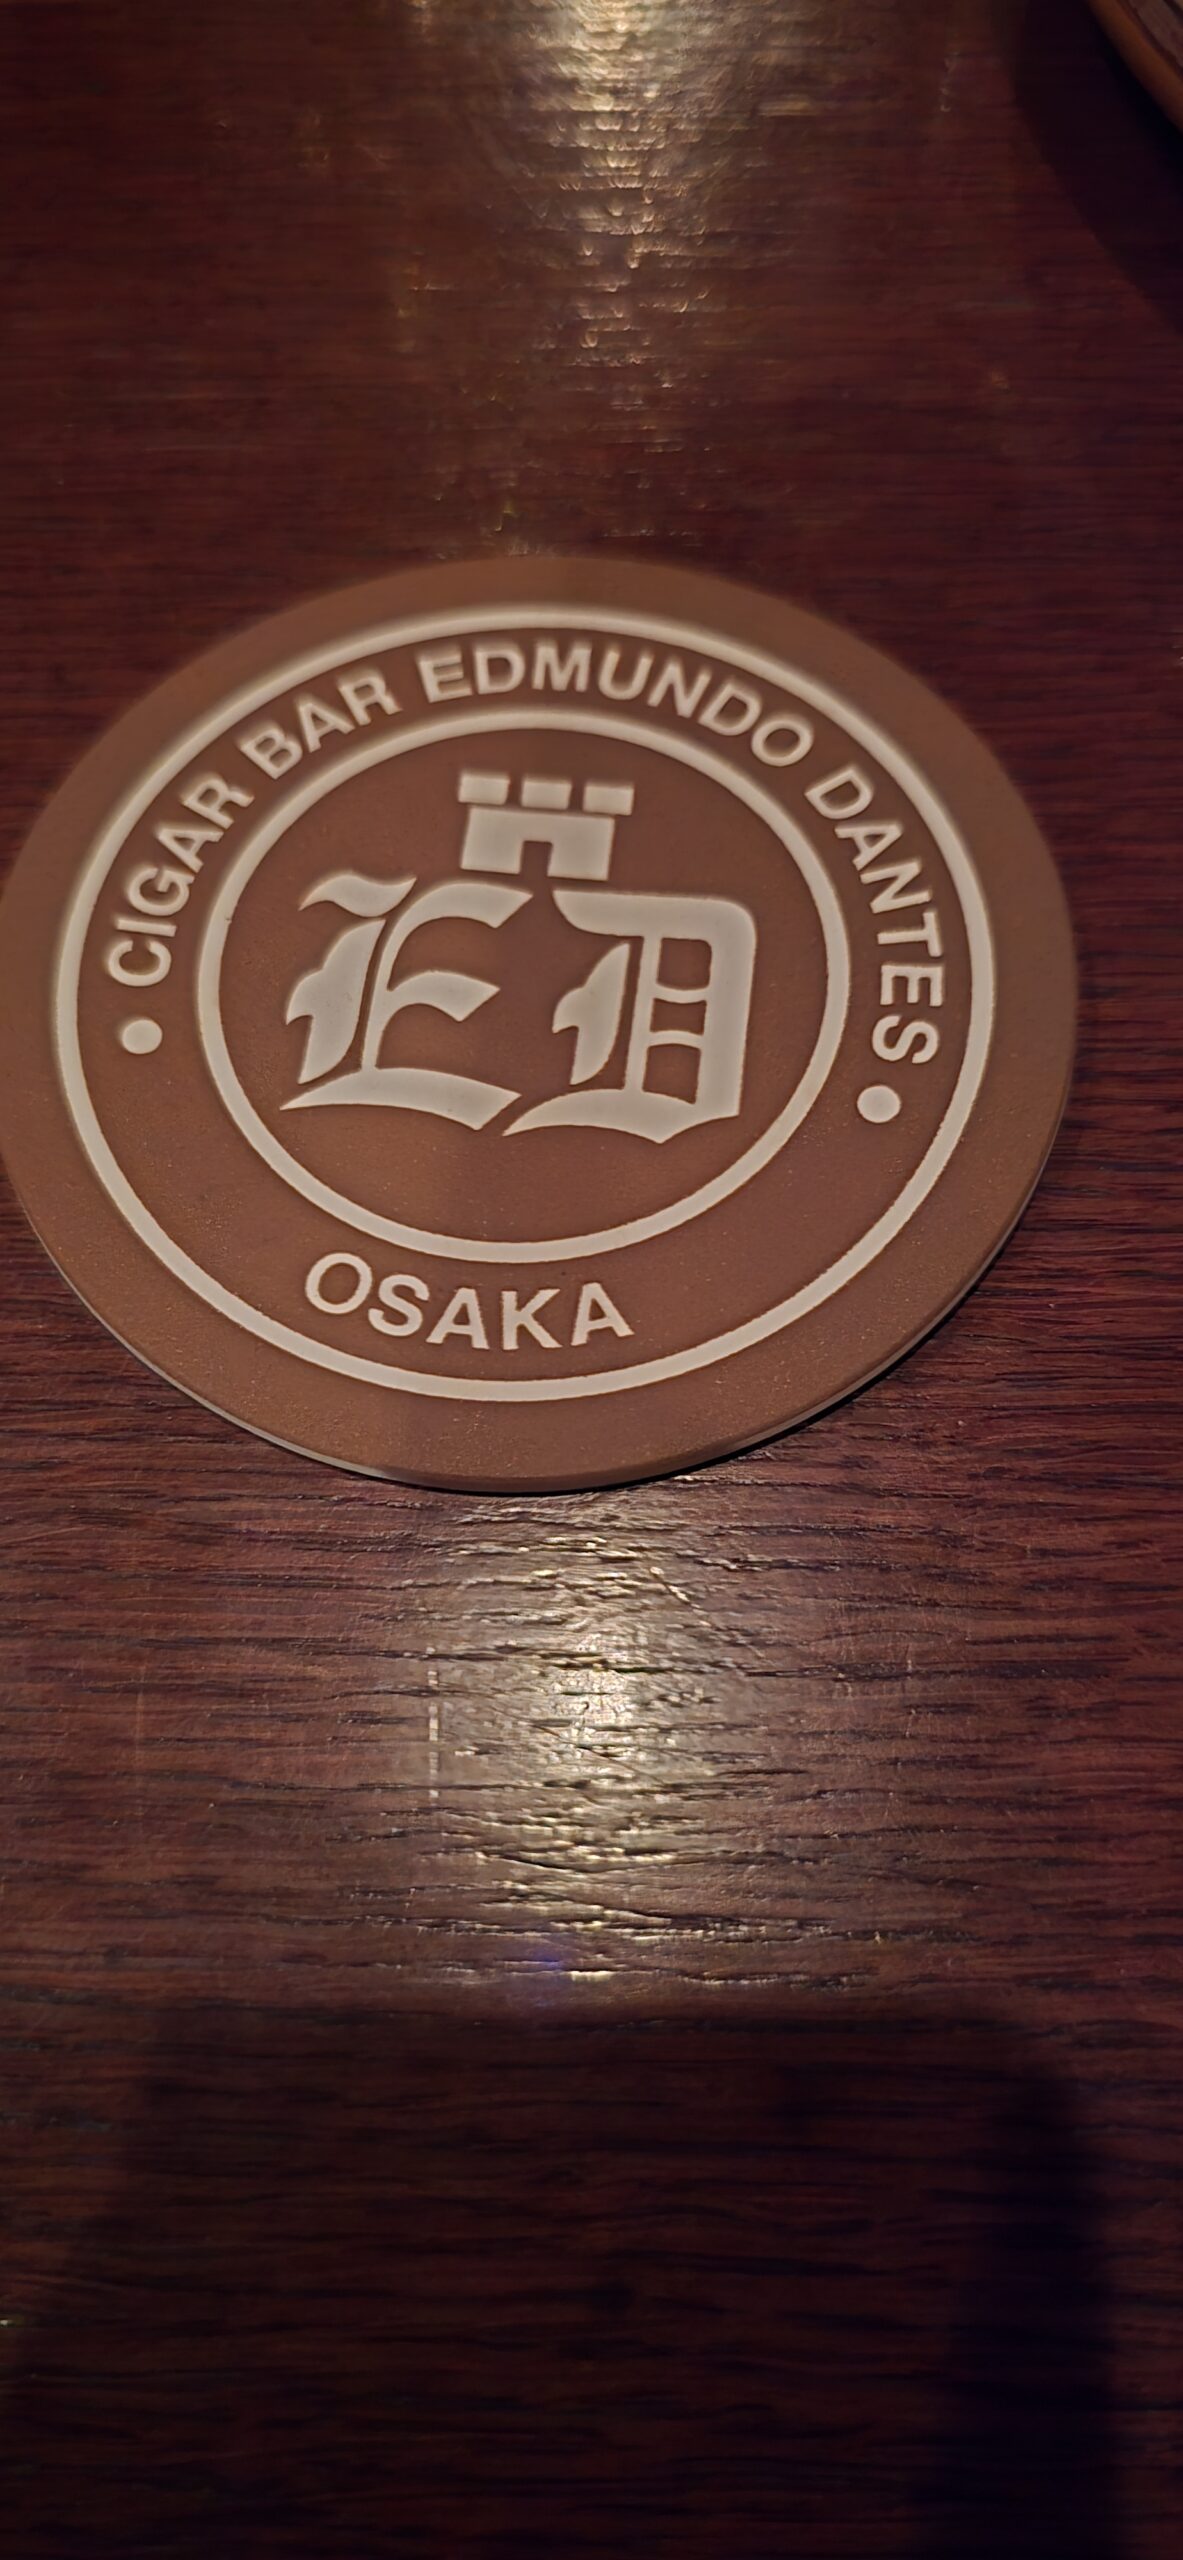 • CIGAR BAR EDMUNDO DANTES •
ED
OSAKA